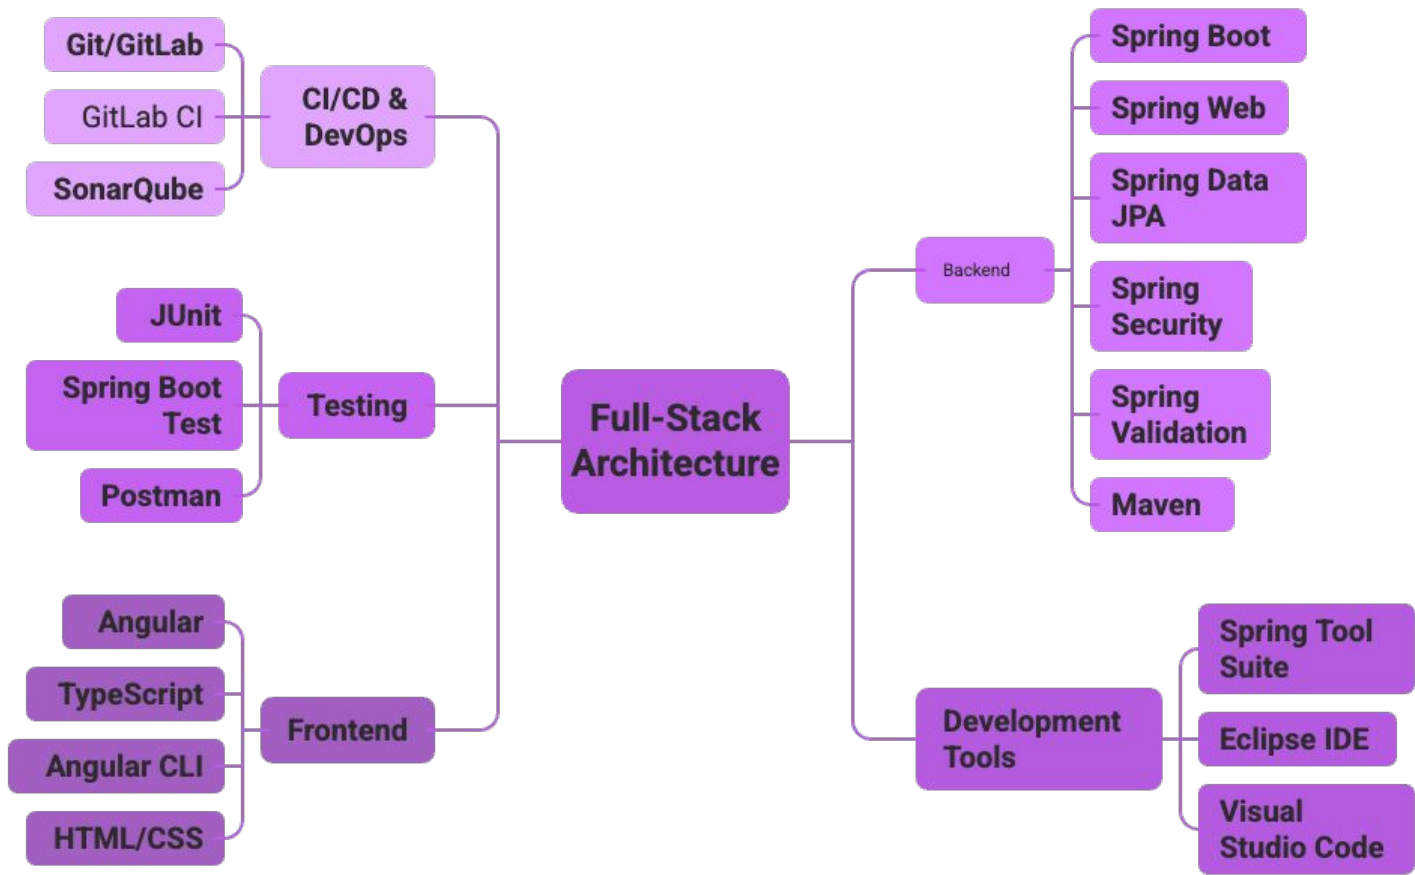 Git/GitLab
GitLab CI
SonarQube
CI/CD &
DevOps
JUnit
Spring Boot
Test
Postman
Testing
Angular
TypeScript
Angular CLI
HTML/CSS
Frontend
Full-Stack
Architecture
Backend
Spring Boot
Spring Web
Spring Data
JPA
Spring
Security
Spring
Validation
Maven
Development
Tools
Spring Tool
Suite
Eclipse IDE
Visual
Studio Code